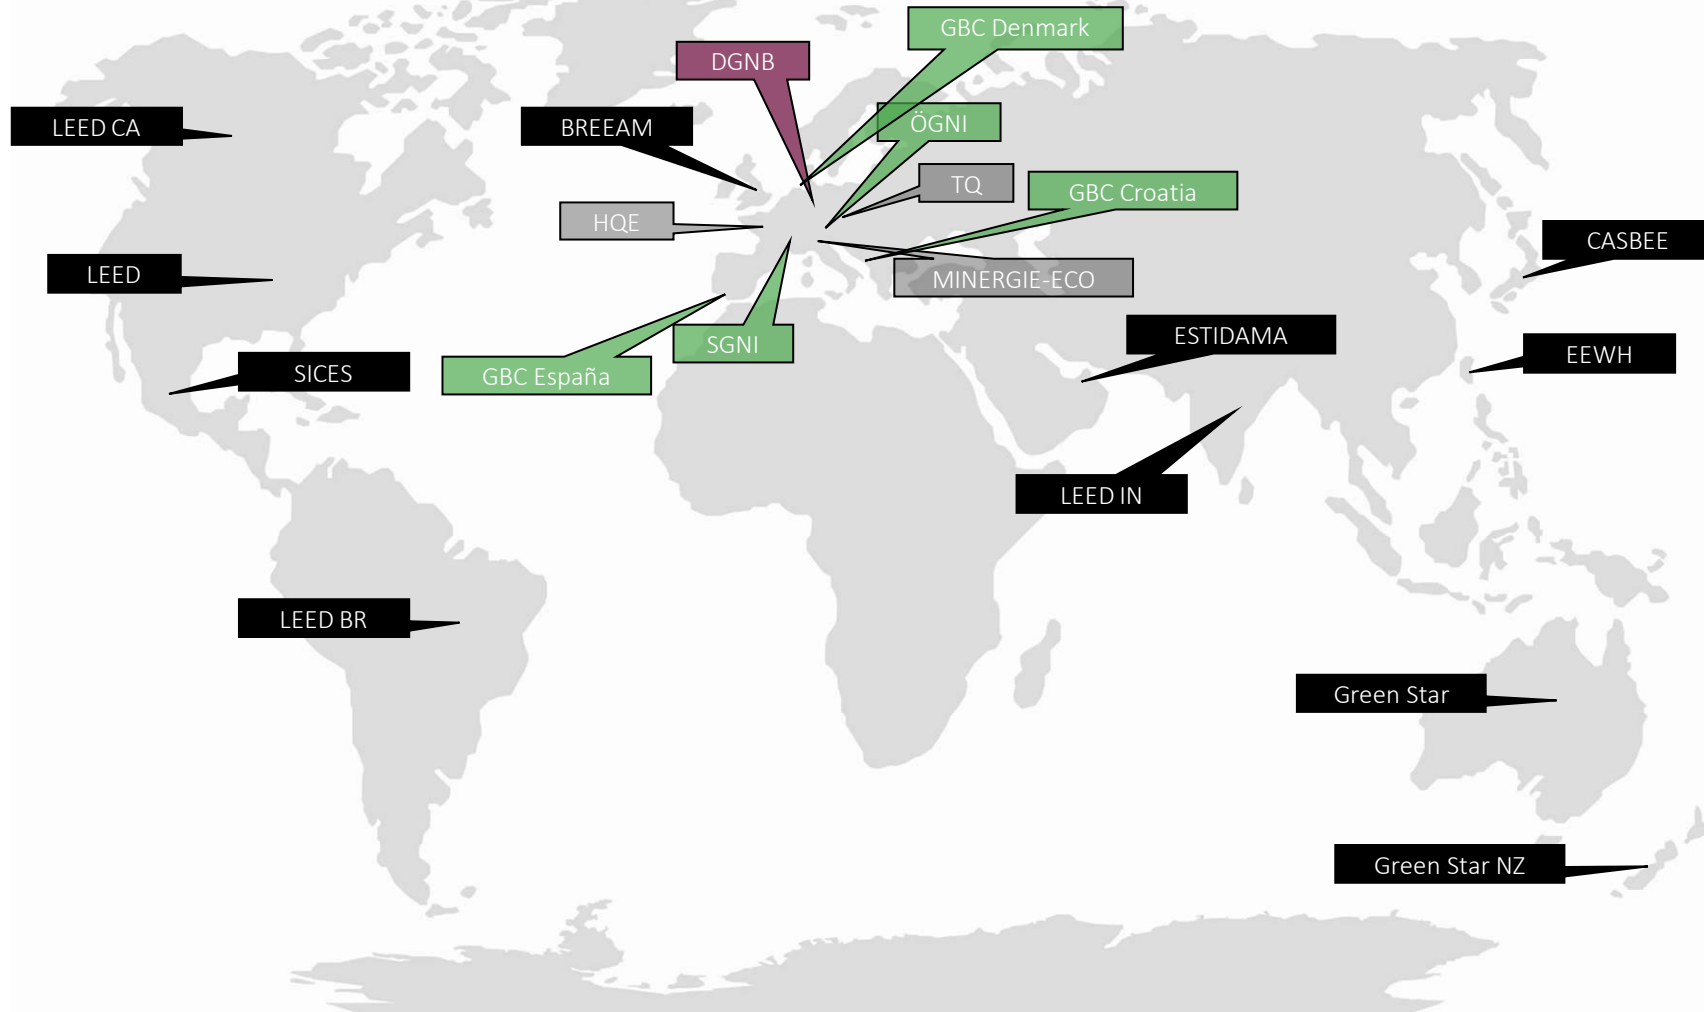 GBC Denmark
DGNB
LEED CA
BREEAM
ÖGNI
TQ
GBC Croatia
HQE
CASBEE
LEED
MINERGIE-ECO
ESTIDAMA
SGNI
EEWH
SICES
GBC España
LEED IN
LEED BR
Green Star
Green Star NZ